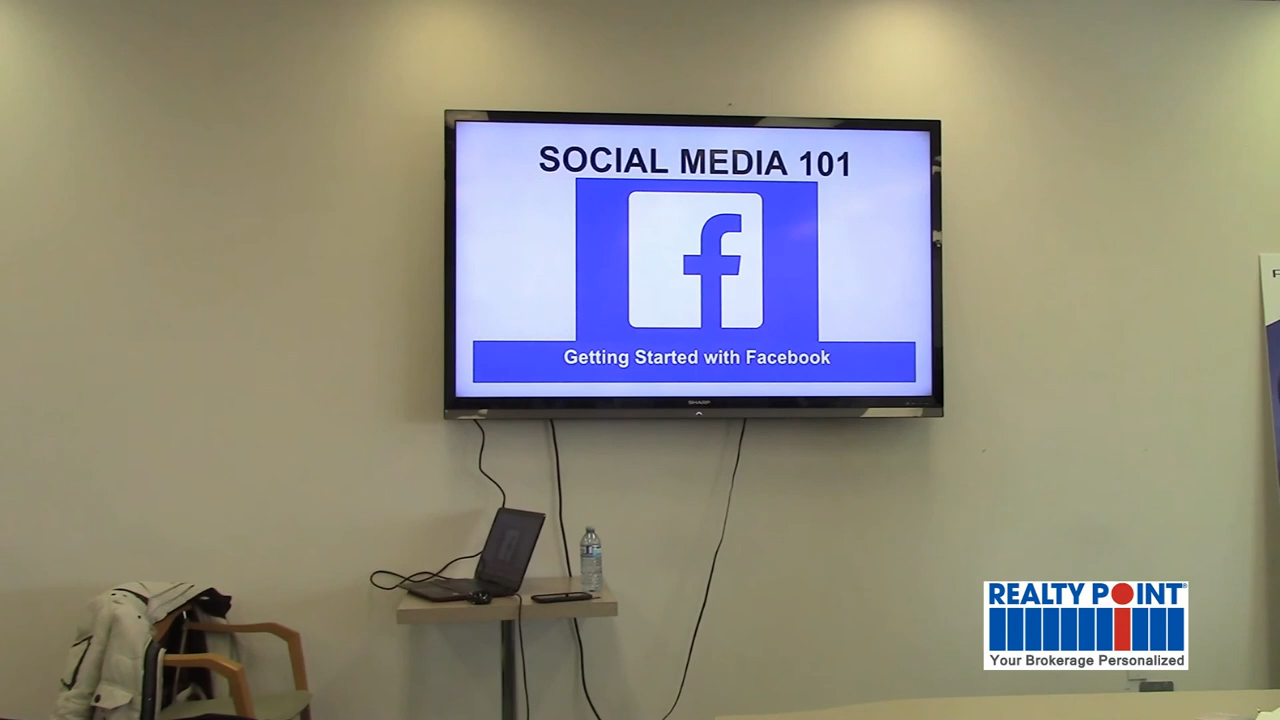 SOCIAL MEDIA 101
f
Getting Started with Facebook
SHARP
REALTY POINT®
Your Brokerage Personalized